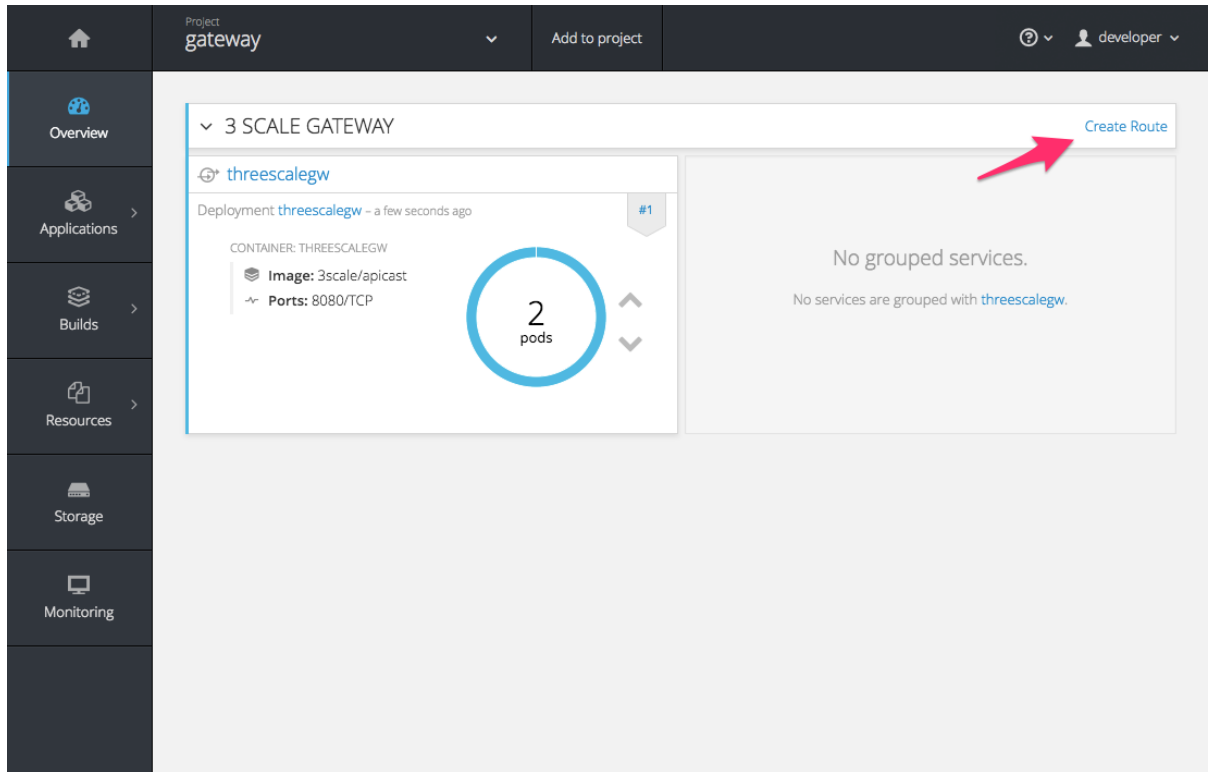 Project
gateway
Add to project
developer
Overview
Applications
Builds
Resources
Storage
Monitoring
3 SCALE GATEWAY
Create Route
threescalegw
Deployment threescalegw – a few seconds ago
#1
CONTAINER: THREESCALEGW
Image: 3scale/apicast
Ports: 8080/TCP
2
pods
No grouped services.
No services are grouped with threescalegw.